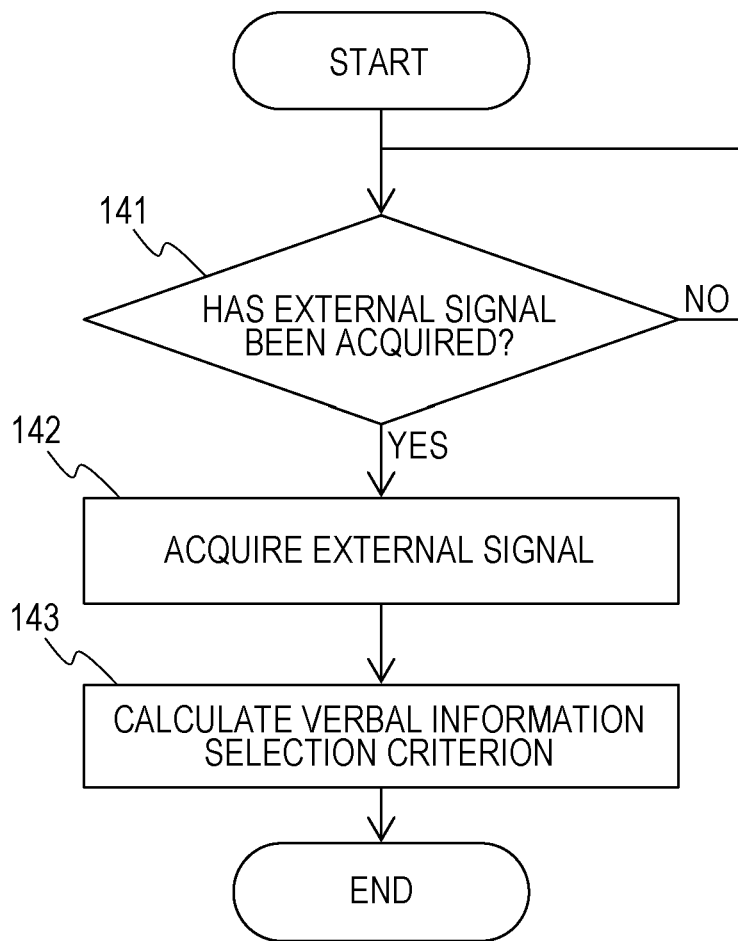 START
141
HAS EXTERNAL SIGNAL
BEEN ACQUIRED?
NO
YES
142
ACQUIRE EXTERNAL SIGNAL
143
CALCULATE VERBAL INFORMATION
SELECTION CRITERION
END